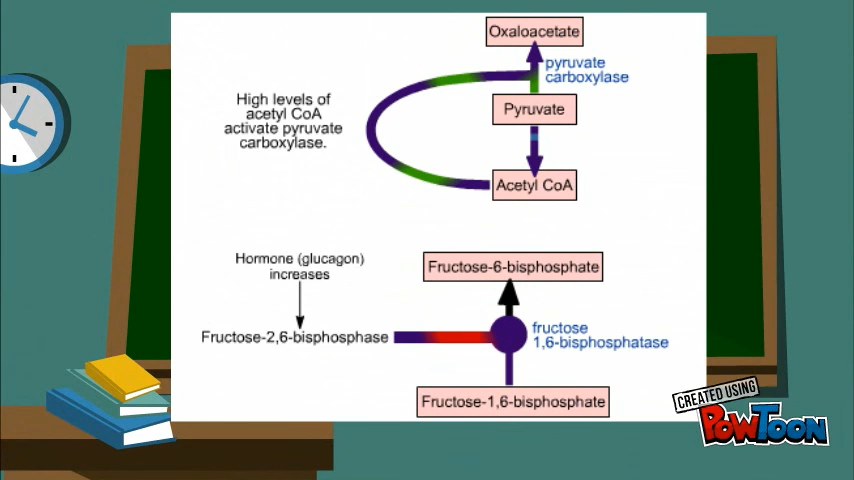 Oxaloacetate
pyruvate
carboxylase
High levels of
acetyl CoA
activate pyruvate
carboxylase.
Pyruvate
Acetyl CoA
Hormone (glucagon)
increases
Fructose-6-bisphosphate
Fructose-2,6-bisphosphase
fructose
1,6-bisphosphatase
Fructose-1,6-bisphosphate
CREATED USING
POWTOON